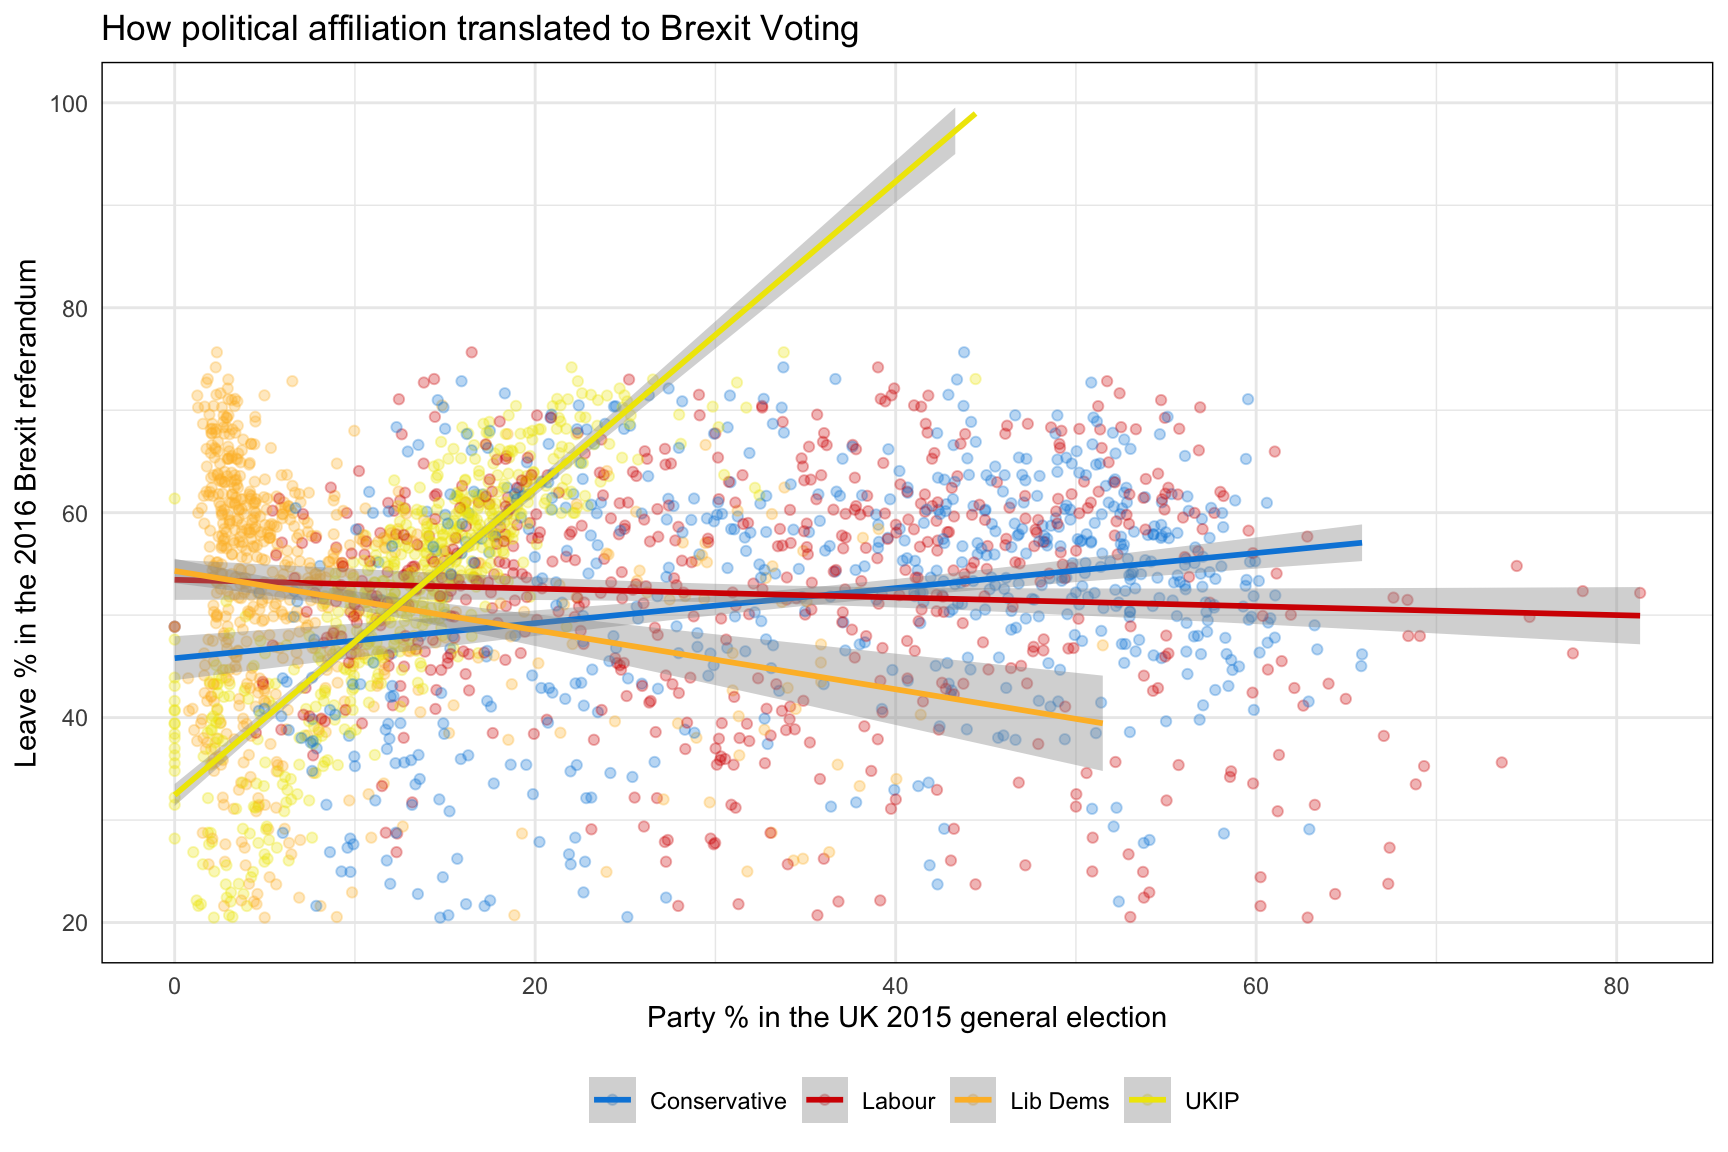 How political affiliation translated to Brexit Voting
Leave % in the 2016 Brexit referandum
100
80
60
40
20
0 20 40 60 80
Party % in the UK 2015 general election
Conservative Labour Lib Dems UKIP